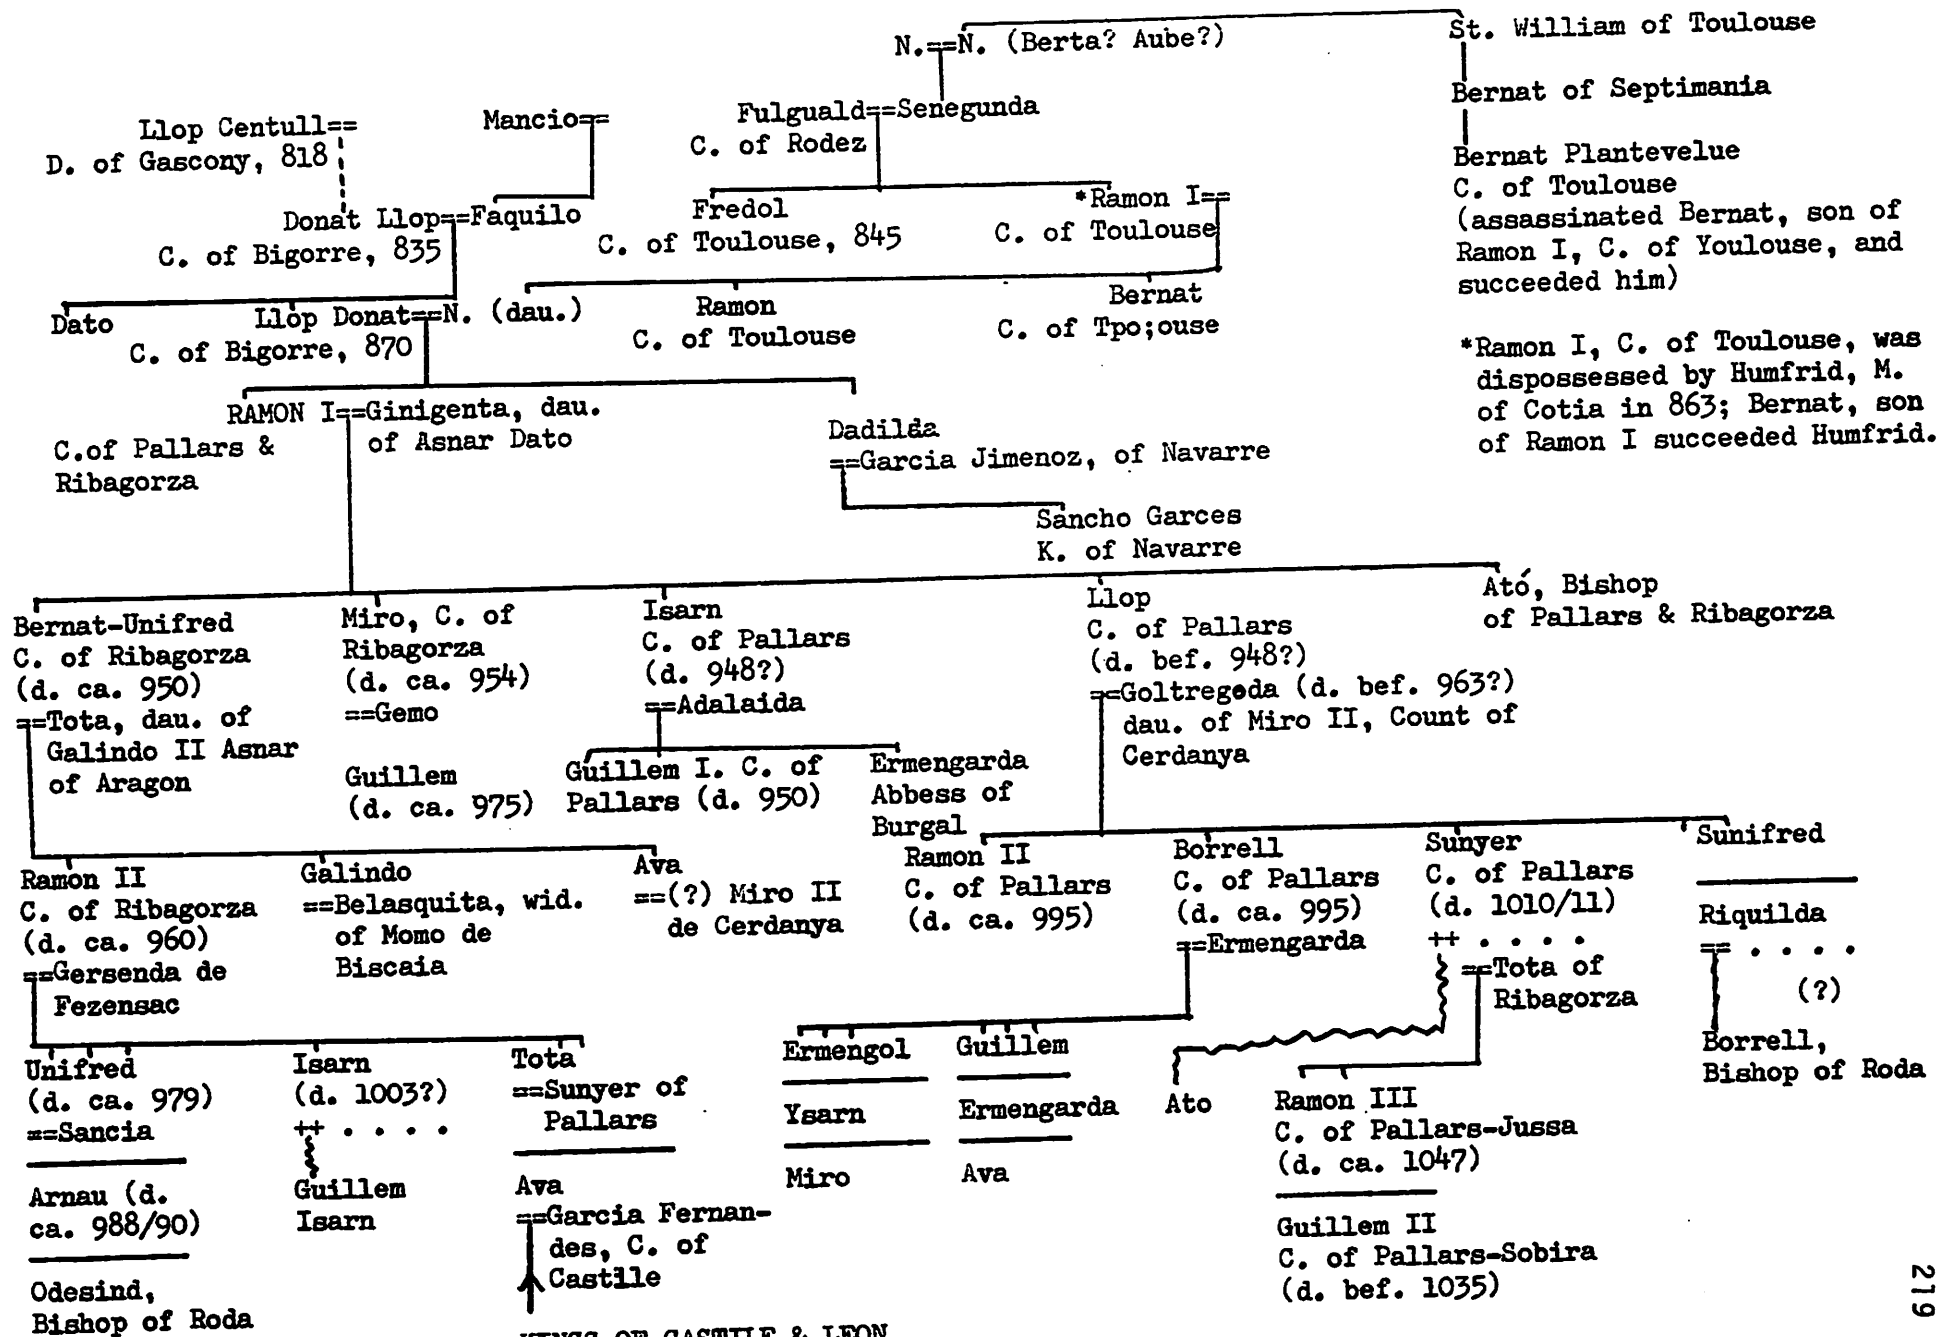 N.==N. (Berta? Aube?)
St. William of Toulouse
Bernat of Septimania
Bernat Plantevelue
C. of Toulouse
(assassinated Bernat, son of
Ramon I, C. of Youlouse, and
succeeded him)
*Ramon I, C. of Toulouse, was
dispossessed by Humfrid, M.
of Cotia in 863; Bernat, son
of Ramon I succeeded Humfrid.
Llop Centull==
D. of Gascony, 818
Mancio==
Fulguald==Senegunda
C. of Rodez
Donat Llop==Faquilo
C. of Bigorre, 835
Fredol
C. of Toulouse, 845
*Ramon I==
C. of Toulouse
Dato
Llop Donat==N. (dau.)
C. of Bigorre, 870
Ramon
C. of Toulouse
Bernat
C. of Tpo;ouse
RAMON I==Ginigenta, dau.
of Asnar Dato
C.of Pallars &
Ribagorza
Dadilda
==Garcia Jimenoz, of Navarre
Sancho Garces
K. of Navarre
Bernat-Unifred
C. of Ribagorza
(d. ca. 950)
==Tota, dau. of
Galindo II Asnar
of Aragon
Miro, C. of
Ribagorza
(d. ca. 954)
==Gemo
Guillem
(d. ca. 975)
Isarn
C. of Pallars
(d. 948?)
==Adalaida
Guillem I. C. of
Pallars (d. 950)
Ermengarda
Abbess of
Burgal
Llop
C. of Pallars
(d. bef. 948?)
==Goltregoda (d. bef. 963?)
dau. of Miro II, Count of
Cerdanya
Ató, Bishop
of Pallars & Ribagorza
Ramon II
C. of Ribagorza
(d. ca. 960)
==Gersenda de
Fezensac
Galindo
==Belasquita, wid.
of Momo de
Biscaia
Ava
==(?) Miro II
de Cerdanya
Ramon II
C. of Pallars
(d. ca. 995)
Borrell
C. of Pallars
(d. ca. 995)
==Ermengarda
Sunyer
C. of Pallars
(d. 1010/11)
++ . . . .
==Tota of
Ribagorza
Sunifred
Riquilda
== . . . .
(?)
Borrell,
Bishop of Roda
Unifred
(d. ca. 979)
==Sancia
Arnau (d.
ca. 988/90)
Odesind,
Bishop of Roda
Isarn
(d. 1003?)
++ . . . .
Guillem
Isarn
Tota
==Sunyer of
Pallars
Ava
==Garcia Fernan-
des, C. of
Castile
KINGS OF CASTILE & LEON
Ermengol
Ysarn
Miro
Guillem
Ermengarda
Ava
Ato
Ramon III
C. of Pallars-Jussa
(d. ca. 1047)
Guillem II
C. of Pallars-Sobira
(d. bef. 1035)
219